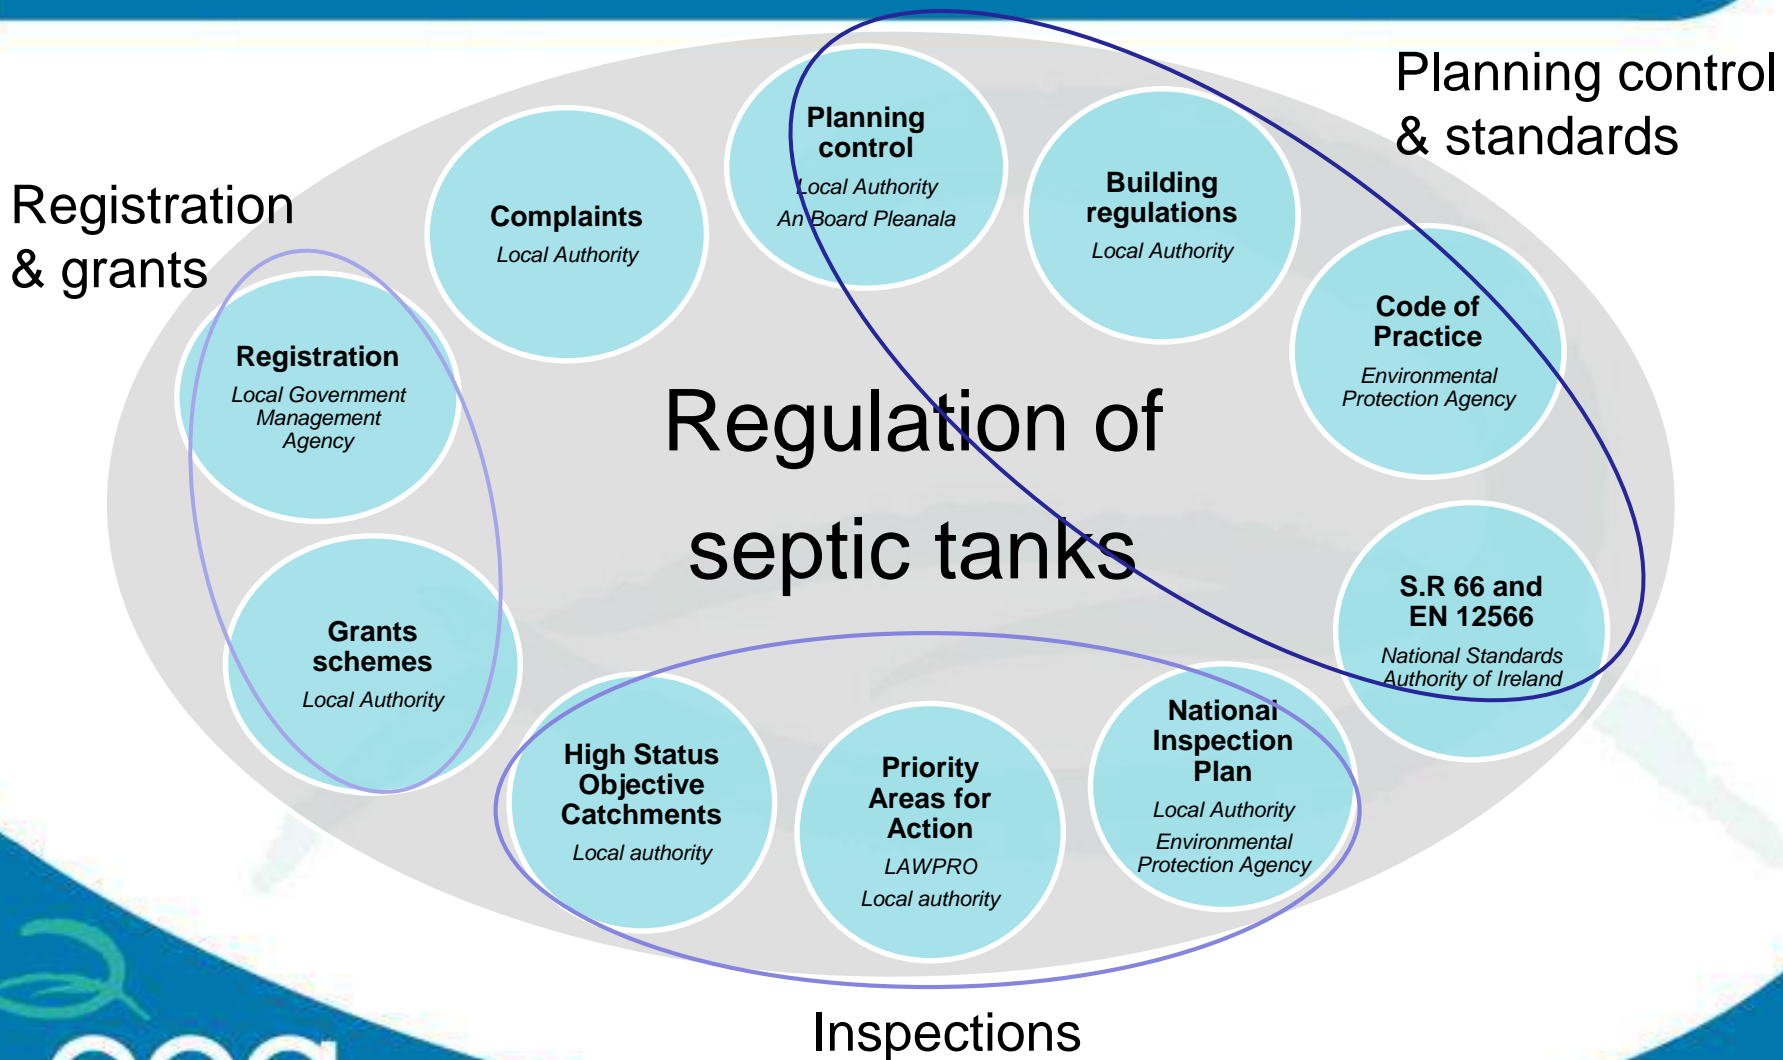 Planning control
& standards
Registration
& grants
Planning
control
Local Authority
An Board Pleanala
Building
regulations
Local Authority
Complaints
Local Authority
Code of
Practice
Environmental
Protection Agency
Registration
Local Government
Management
Agency
Regulation of
septic tanks
S.R 66 and
EN 12566
National Standards
Authority of Ireland
Grants
schemes
Local Authority
High Status
Objective
Catchments
Local authority
Priority
Areas for
Action
LAWPRO
Local authority
National
Inspection
Plan
Local Authority
Environmental
Protection Agency
Inspections